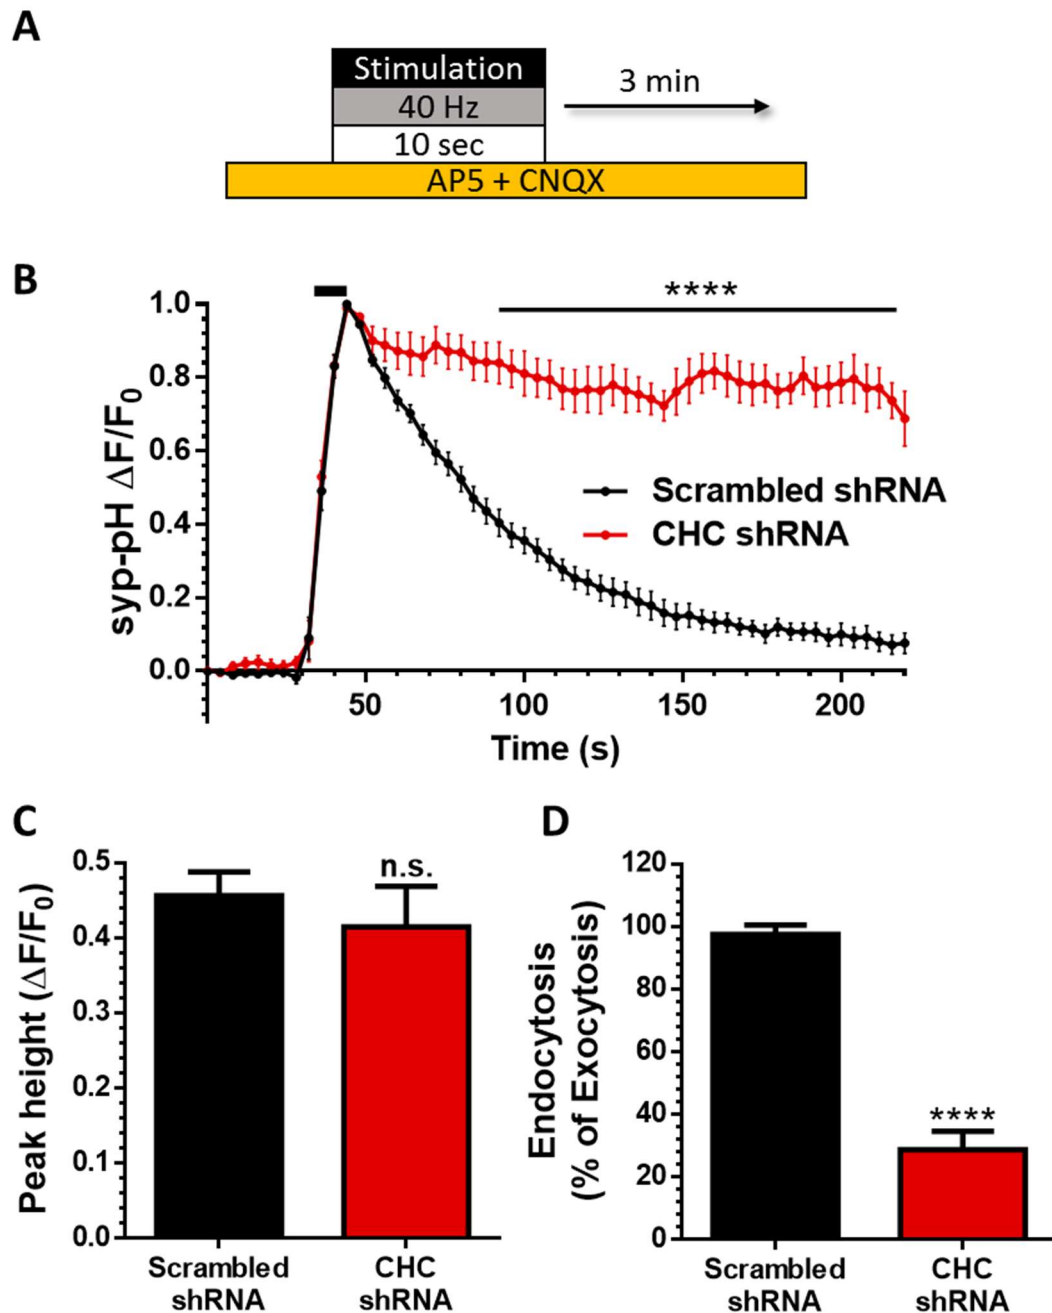 A
Stimulation
40 Hz
10 sec
AP5 + CNQX
3 min
B
****
syp-pH ΔF/F0
1.0
0.8
0.6
0.4
0.2
0.0
50
100
150
200
Time (s)
Scrambled shRNA
CHC shRNA
C
Peak height (ΔF/F0)
0.5
0.4
0.3
0.2
0.1
0.0
n.s.
Scrambled
shRNA
CHC
shRNA
D
Endocytosis
(% of Exocytosis)
120
100
80
60
40
20
0
****
Scrambled
shRNA
CHC
shRNA